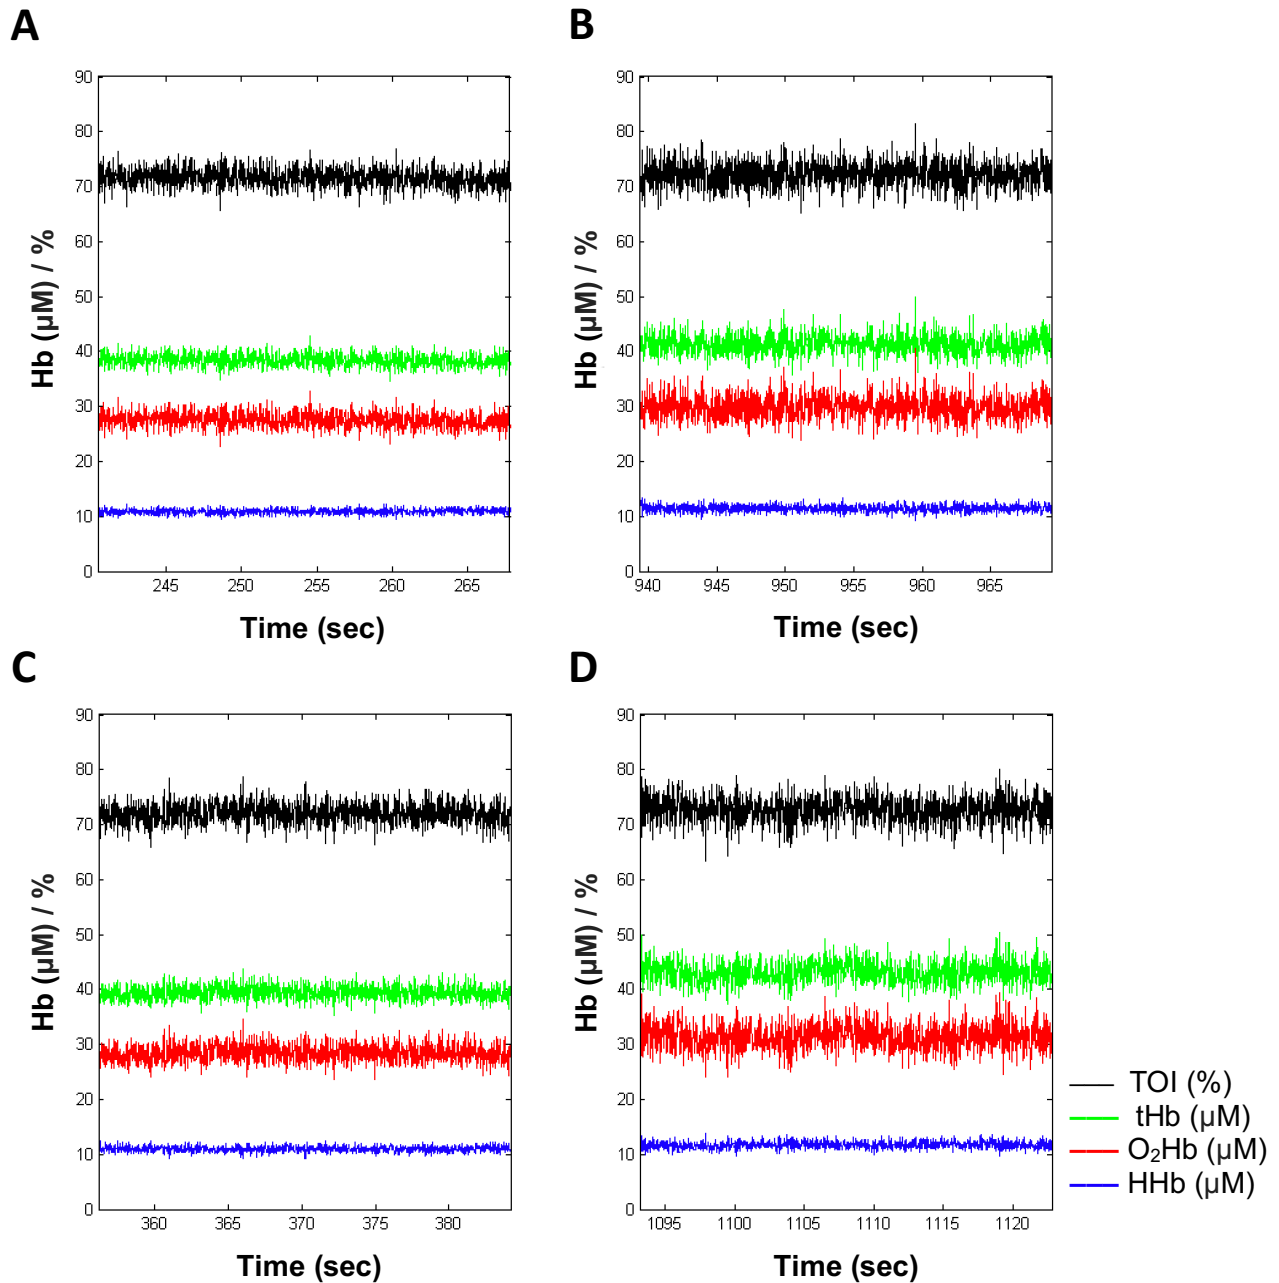 A
B
90
80
70
60
50
40
30
20
10
0
Hb (µM) / %
245 250 255 260 265
Time (sec)
90
80
70
60
50
40
30
20
10
0
Hb (µM) / %
940 945 950 955 960 965
Time (sec)
C
D
90
80
70
60
50
40
30
20
10
0
Hb (µM) / %
360 365 370 375 380
Time (sec)
90
80
70
60
50
40
30
20
10
0
Hb (µM) / %
1095 1100 1105 1110 1115 1120
Time (sec)
TOI (%)
tHb (µM)
O₂Hb (µM)
HHb (µM)